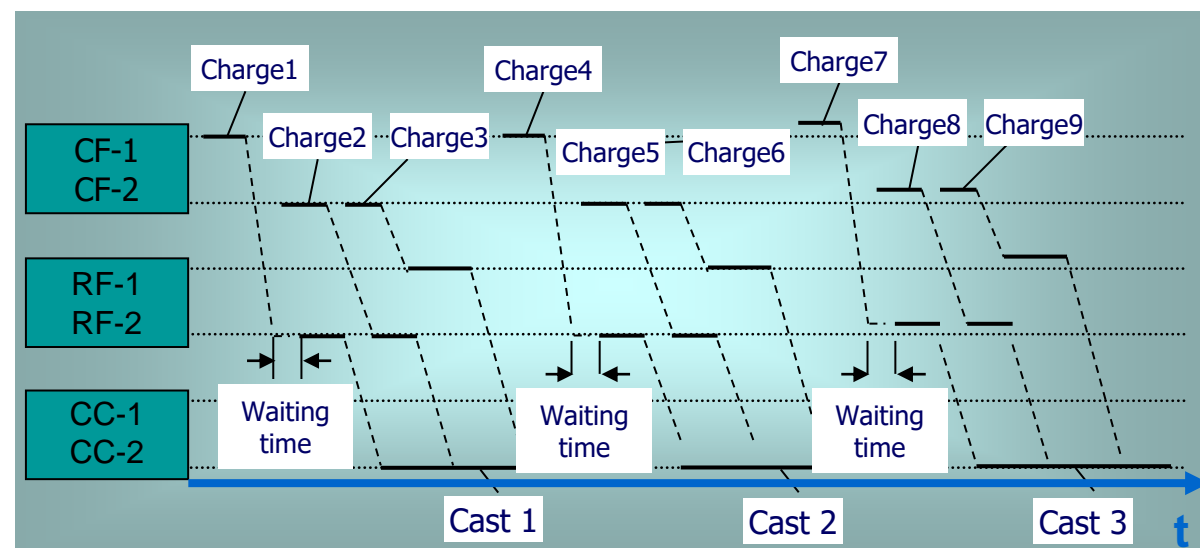 Charge1
Charge4
Charge7
Charge2
Charge3
Charge5
Charge6
Charge8
Charge9
CF-1
CF-2
RF-1
RF-2
CC-1
CC-2
Waiting
time
Waiting
time
Waiting
time
Cast 1
Cast 2
Cast 3
t